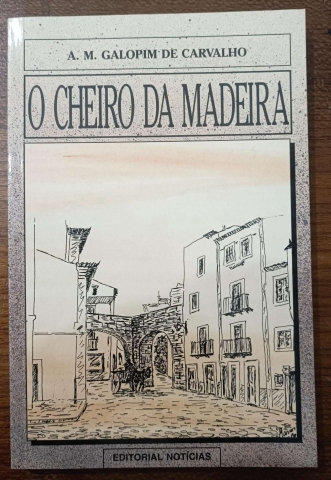 A. M. GALOPIM DE CARVALHO
O CHEIRO DA MADEIRA
EDITORIAL NOTÍCIAS